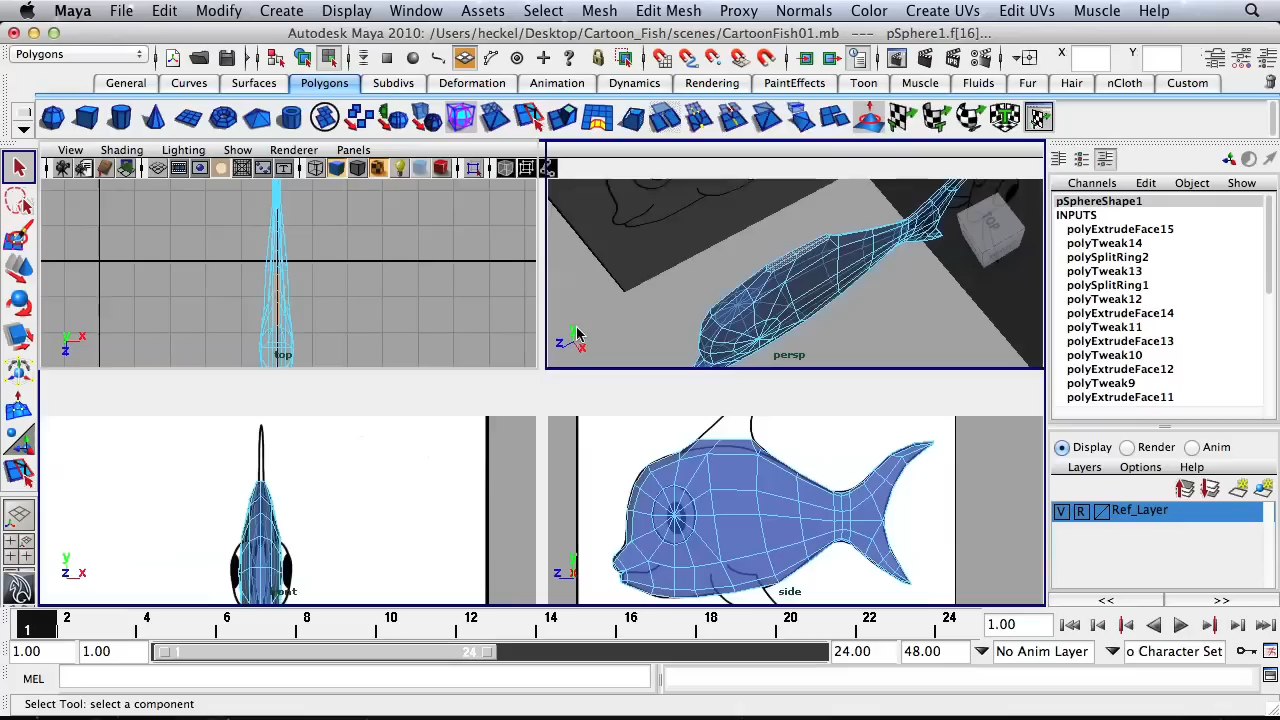 Maya File Edit Modify Create Display Window Assets Select Mesh Edit Mesh Proxy Normals Color Create UVs Edit UVs Muscle Help
Autodesk Maya 2010: /Users/heckel/Desktop/Cartoon_Fish/scenes/CartoonFish01.mb --- pSphere1.f[16]...
Polygons X Y
General Curves Surfaces Polygons Subdivs Deformation Animation Dynamics Rendering PaintEffects Toon Muscle Fluids Fur Hair nCloth Custom
View Shading Lighting Show Renderer Panels
Channels Edit Object Show
pSphereShape1
INPUTS
polyExtrudeFace15
polyTweak14
polySplitRing2
polyTweak13
polySplitRing1
polyTweak12
polyExtrudeFace14
polyTweak11
polyExtrudeFace13
polyTweak10
polyExtrudeFace12
polyTweak9
polyExtrudeFace11
TOP
y x
z
top
y
z x
persp
y
z x
front
y
z x
side
Display Render Anim
Layers Options Help
V R Ref_Layer
<< >>
1 2 4 6 8 10 12 14 16 18 20 22 24 1.00
1.00 1.00 1 24 24.00 48.00 No Anim Layer o Character Set
MEL
Select Tool: select a component